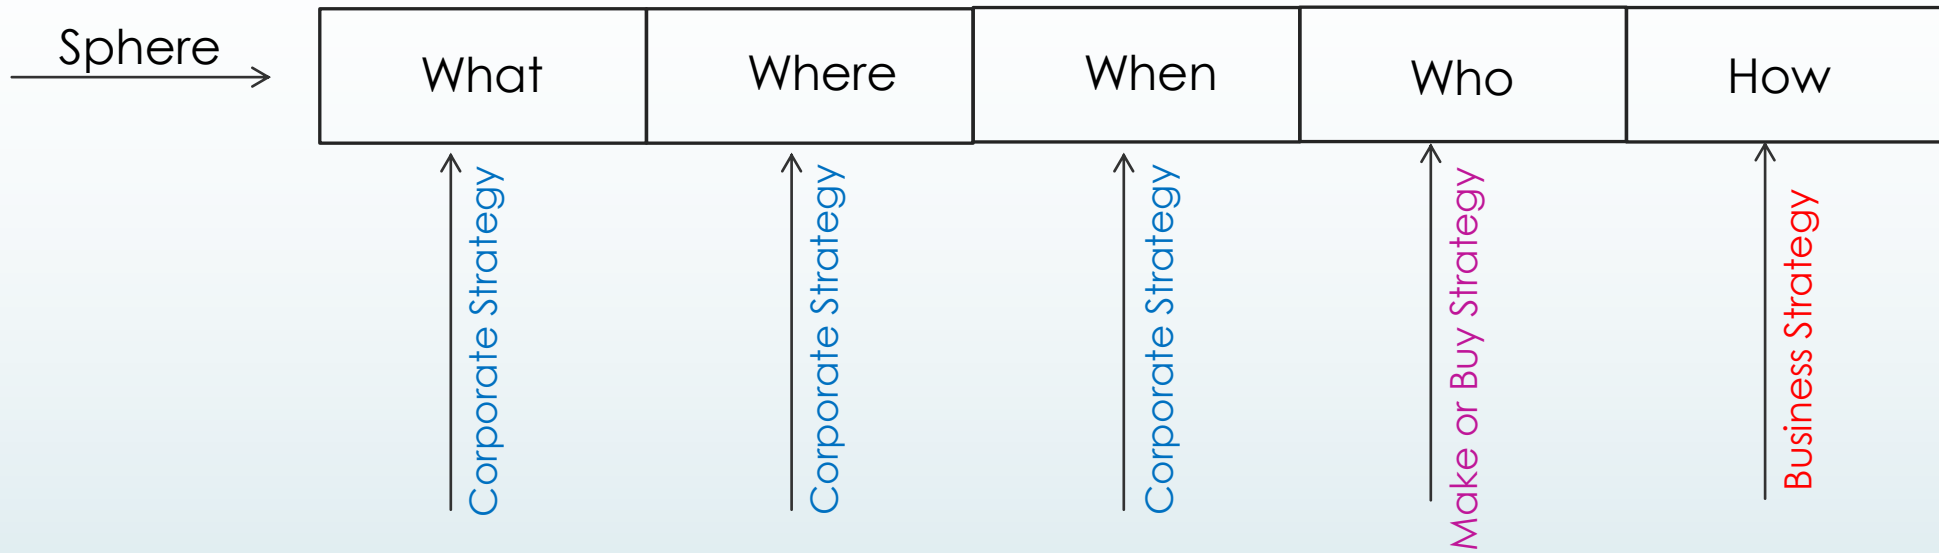 Sphere
What
Where
When
Who
How
Corporate Strategy
Corporate Strategy
Corporate Strategy
Make or Buy Strategy
Business Strategy